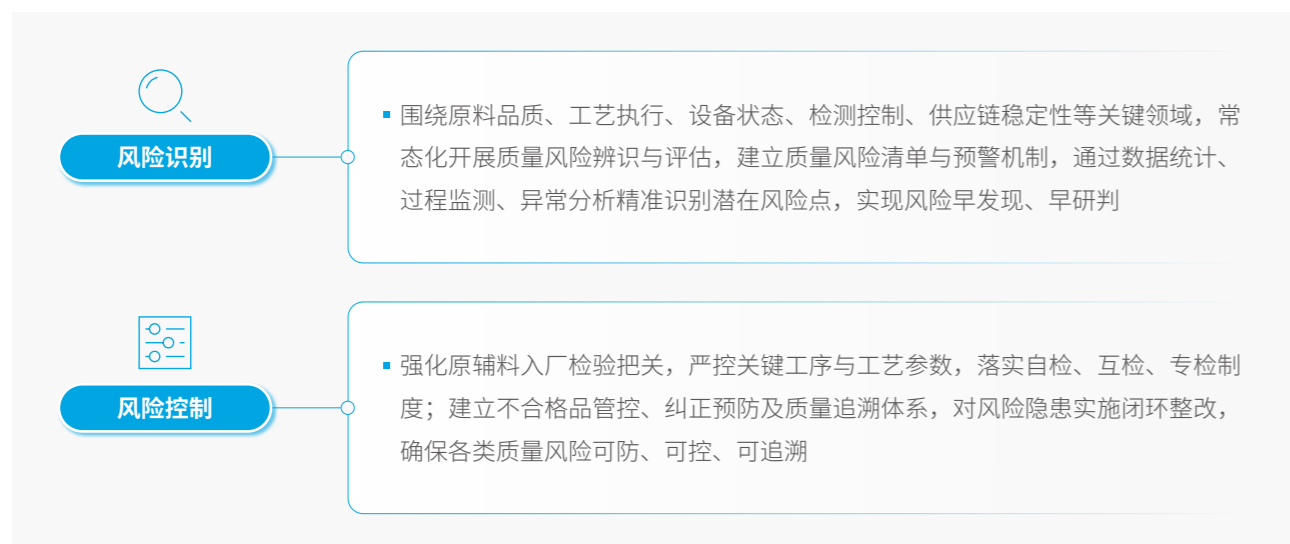 风险识别
围绕原料品质、工艺执行、设备状态、检测控制、供应链稳定性等关键领域，常
态化开展质量风险辨识与评估，建立质量风险清单与预警机制，通过数据统计、
过程监测、异常分析精准识别潜在风险点，实现风险早发现、早研判
风险控制
强化原辅料入厂检验把关，严控关键工序与工艺参数，落实自检、互检、专检制
度；建立不合格品管控、纠正预防及质量追溯体系，对风险隐患实施闭环整改，
确保各类质量风险可防、可控、可追溯